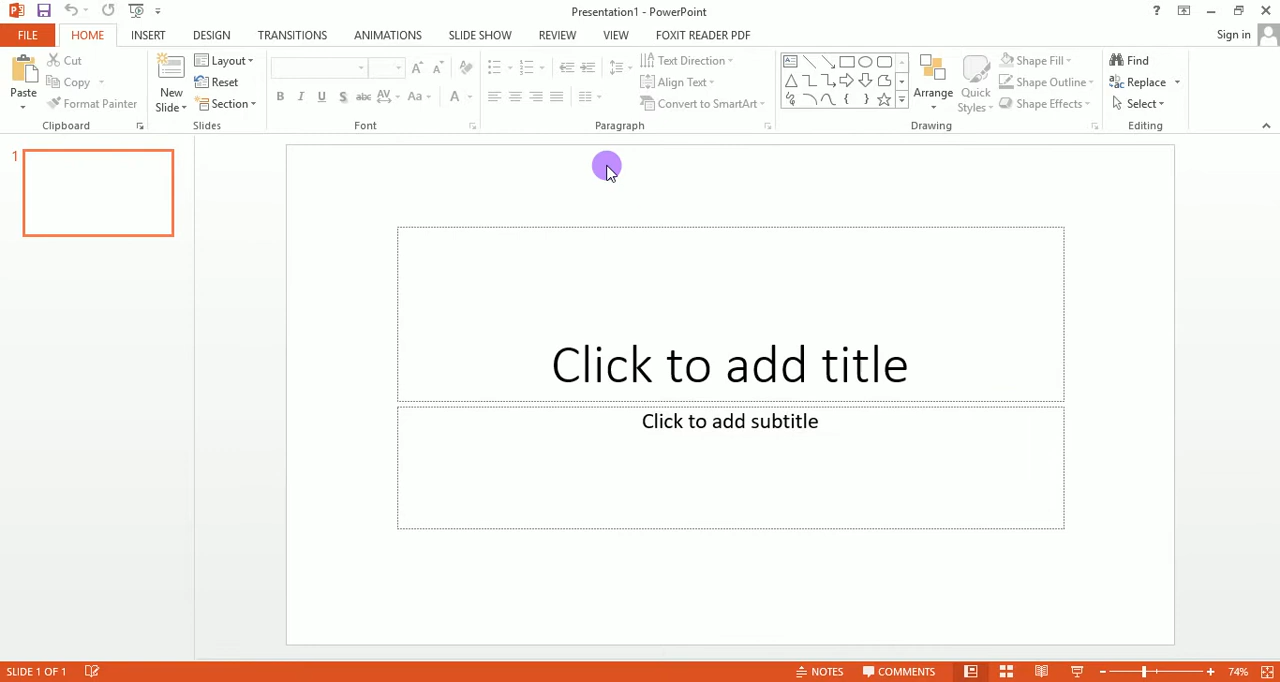 Presentation1 - PowerPoint
?
FILE HOME INSERT DESIGN TRANSITIONS ANIMATIONS SLIDE SHOW REVIEW VIEW FOXIT READER PDF Sign in
Paste
Cut
Copy
Format Painter
Clipboard
New Slide
Layout
Reset
Section
Slides
B I U S abc AV Aa A
Font
Text Direction
Align Text
Convert to SmartArt
Paragraph
Arrange
Quick Styles
Shape Fill
Shape Outline
Shape Effects
Drawing
Find
Replace
Select
Editing
1
Click to add title
Click to add subtitle
SLIDE 1 OF 1 NOTES COMMENTS 74%